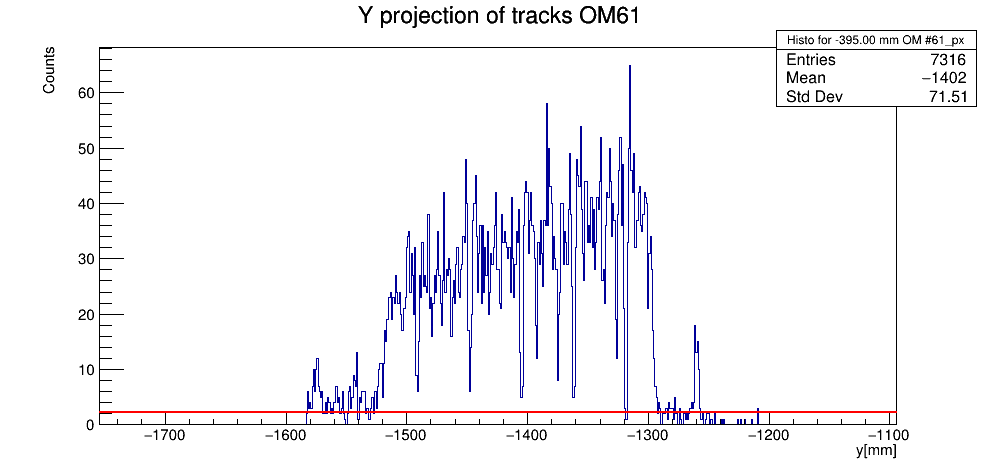 Y projection of tracks OM61
Histo for -395.00 mm OM #61_px
Entries 7316
Mean −1402
Std Dev 71.51
Counts
60
50
40
30
20
10
0
−1700 −1600 −1500 −1400 −1300 −1200 −1100
y[mm]